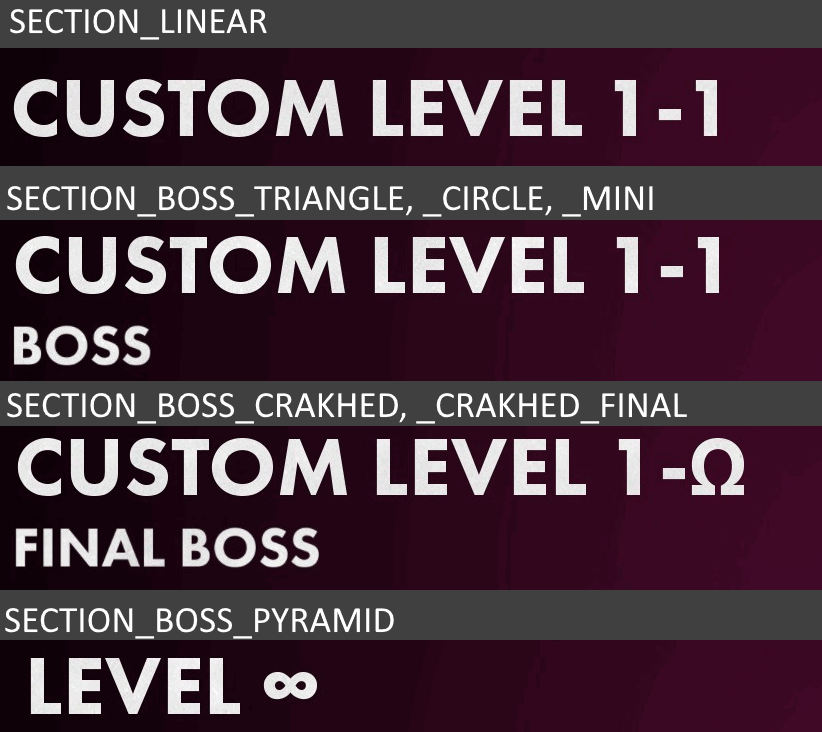 SECTION_LINEAR
CUSTOM LEVEL 1-1
SECTION_BOSS_TRIANGLE, _CIRCLE, _MINI
CUSTOM LEVEL 1-1
BOSS
SECTION_BOSS_CRAKHED, _CRAKHED_FINAL
CUSTOM LEVEL 1-Ω
FINAL BOSS
SECTION_BOSS_PYRAMID
LEVEL ∞